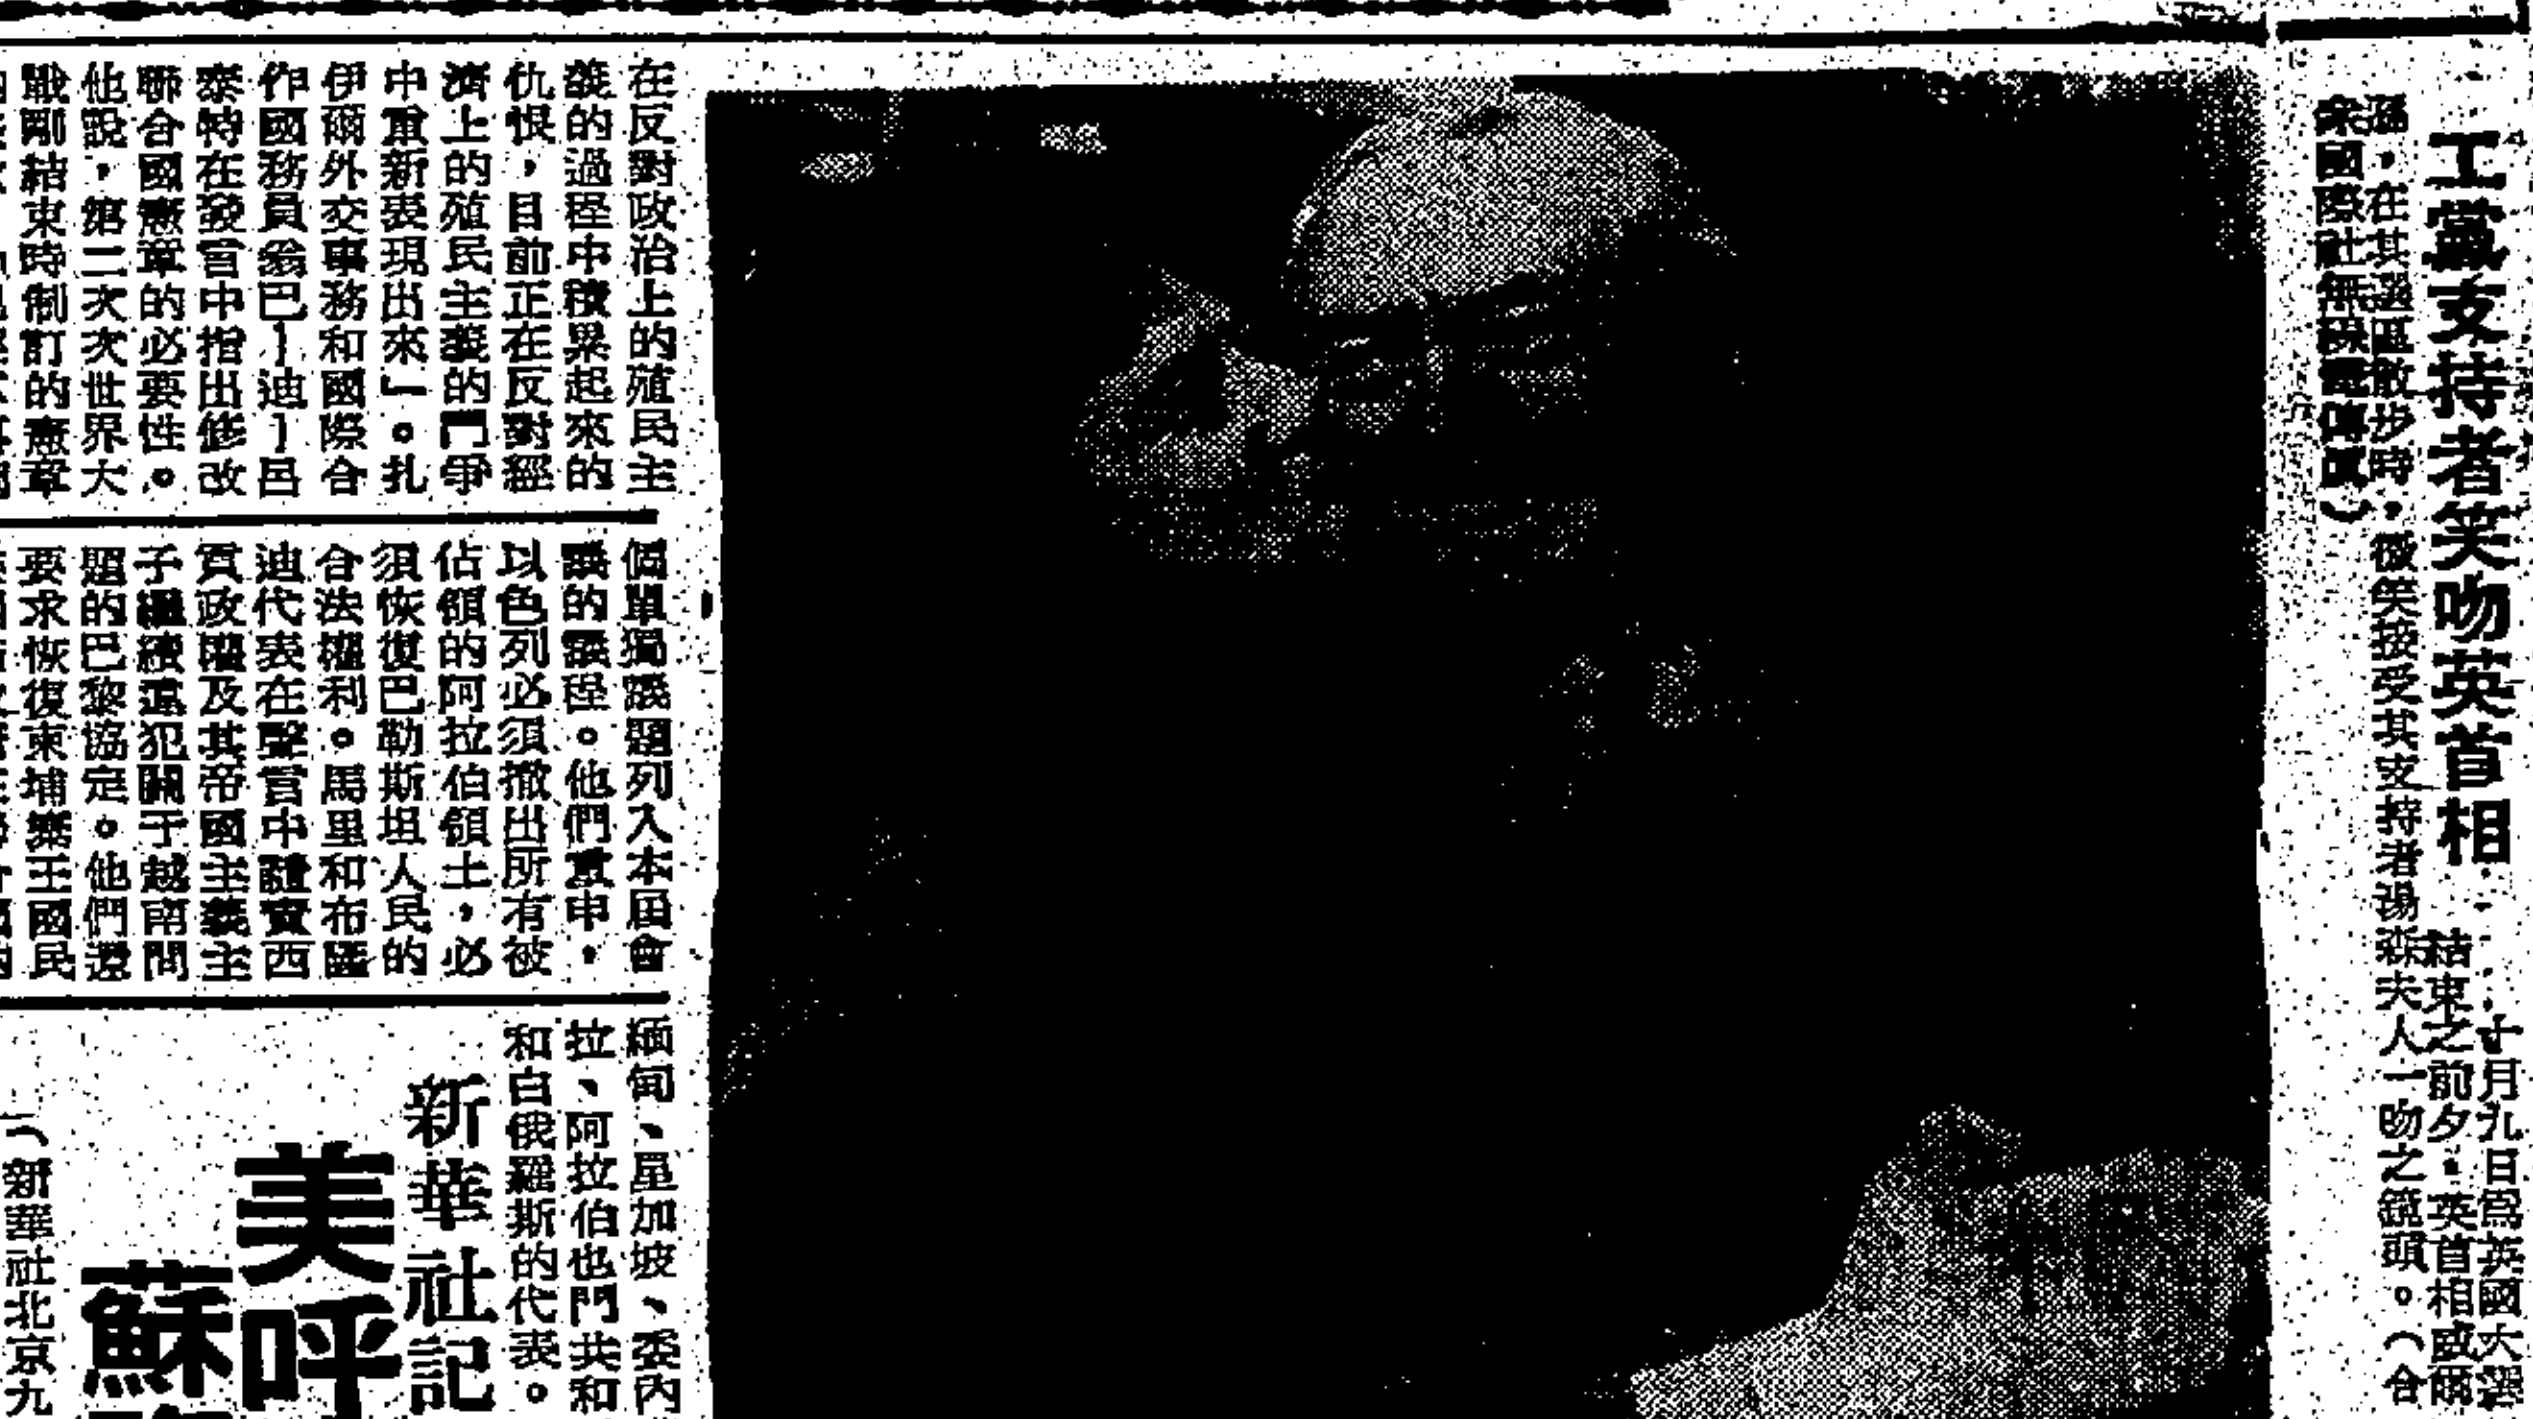 工黨支持者笑吻英首相
十月九日爲英國大選
結束之前夕，英首相威爾
遜，在其選區散步時，微笑接受其支持者湯森夫人一吻之鏡頭。（合
衆國際社無綫電傳眞）
在反對政治上的殖民主
義的過程中積累起來的
仇恨，目前正在反對經
濟上的殖民主義的鬥爭
中重新表現出來」。扎
伊爾外交事務和國際合
作國務員翁巴－迪－呂
泰特在發言中指出修改
聯合國憲章的必要性。
他說，第二次次世界大
戰剛結束時制訂的憲章
個單獨議題列入本屆會
議的議程。他們重申，
以色列必須撤出所有被
佔領的阿拉伯領土，必
須恢復巴勒斯坦人民的
合法權利。馬里和布隆
迪代表在聲言中譴責西
貢政權及其帝國主義主
子繼續違犯關于越南問
題的巴黎協定。他們還
要求恢復柬埔寨王國民
緬甸、星加坡、委內
拉、阿拉伯也門共和
和白俄羅斯的代表。
新華社記
美呼
蘇
（新華社北京九